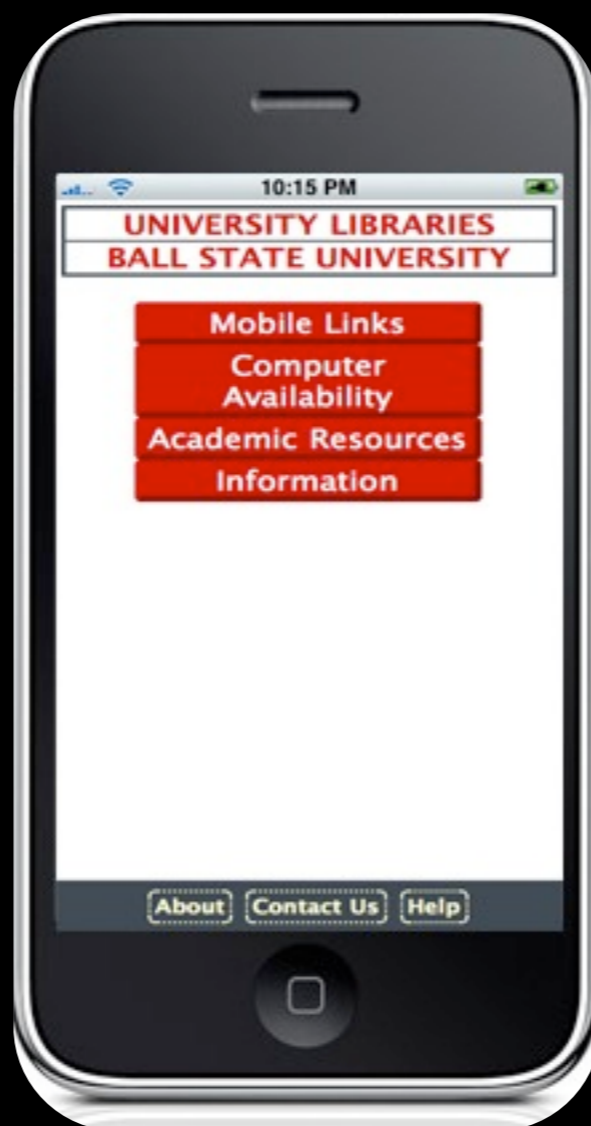 10:15 PM
UNIVERSITY LIBRARIES
BALL STATE UNIVERSITY
Mobile Links
Computer
Availability
Academic Resources
Information
About Contact Us Help